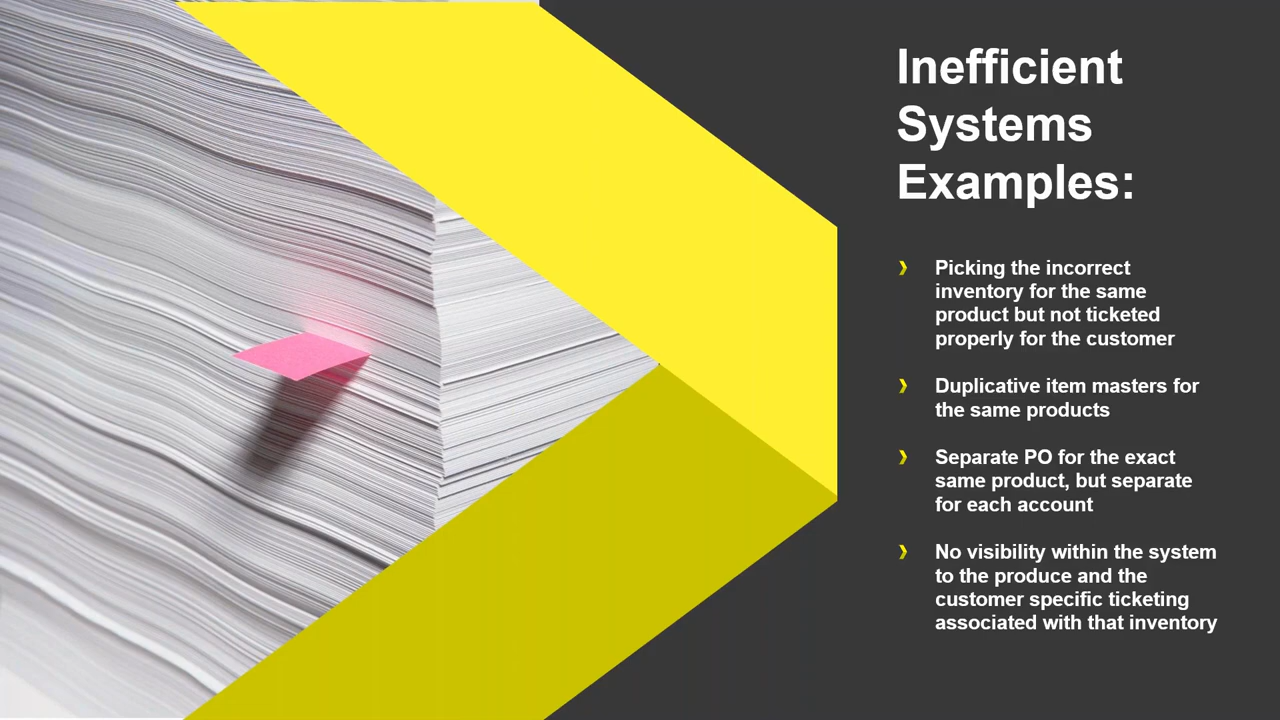 Inefficient
Systems
Examples:
Picking the incorrect
inventory for the same
product but not ticketed
properly for the customer
Duplicative item masters for
the same products
Separate PO for the exact
same product, but separate
for each account
No visibility within the system
to the produce and the
customer specific ticketing
associated with that inventory